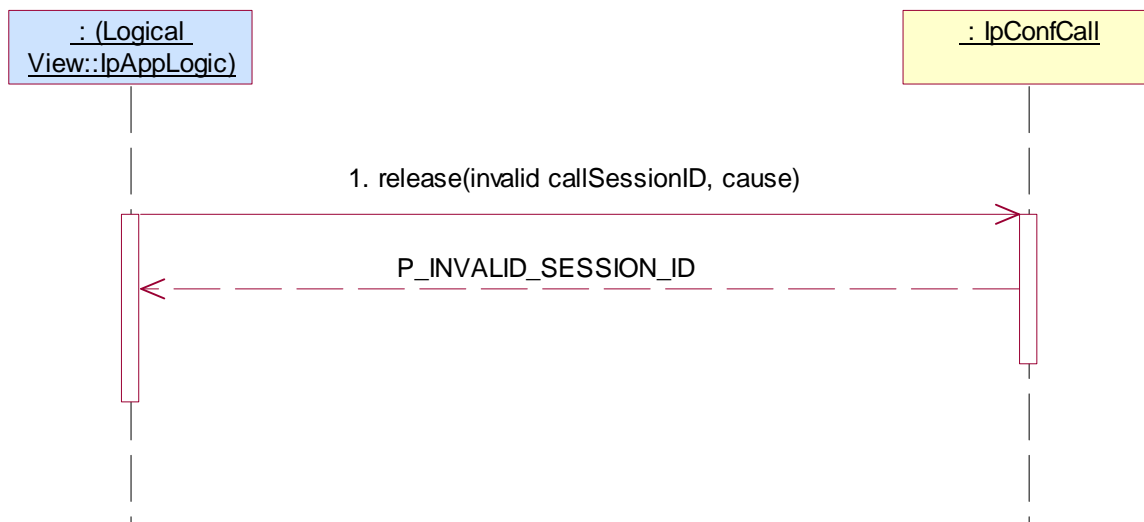 : (Logical
View::IpAppLogic)
: IpConfCall
1. release(invalid callSessionID, cause)
P_INVALID_SESSION_ID